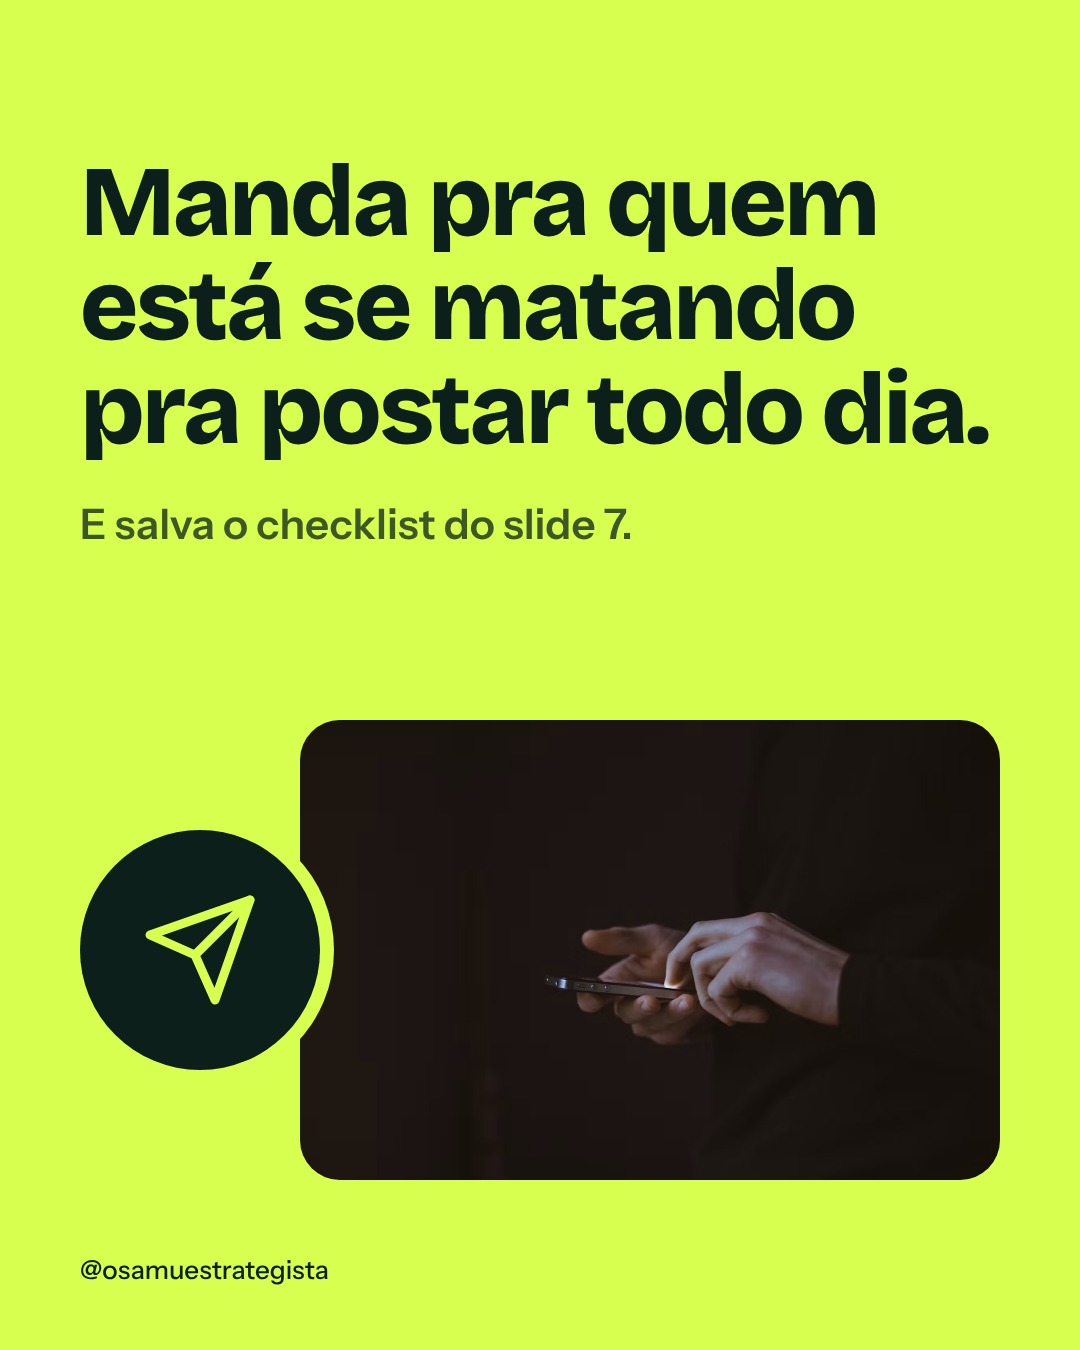 Manda pra quem
está se matando
pra postar todo dia.
E salva o checklist do slide 7.
@osamuestrategista